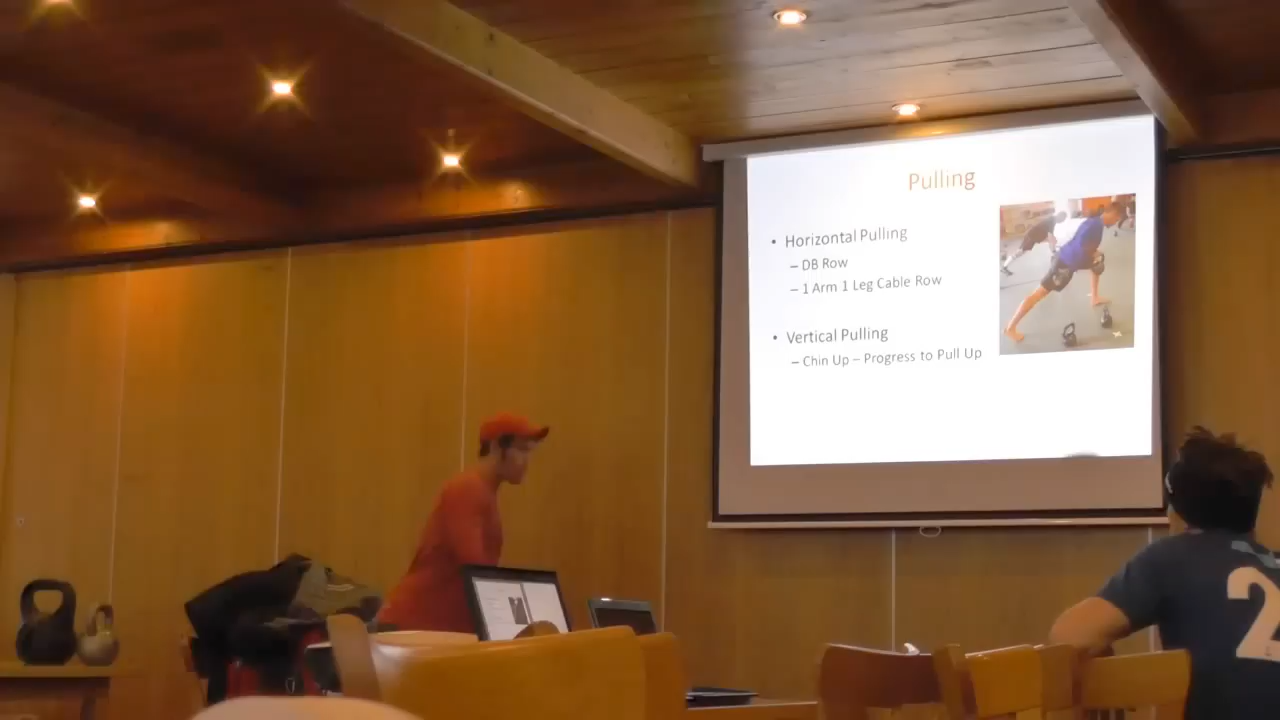 Pulling
• Horizontal Pulling
– DB Row
– 1 Arm 1 Leg Cable Row
• Vertical Pulling
– Chin Up – Progress to Pull Up
2